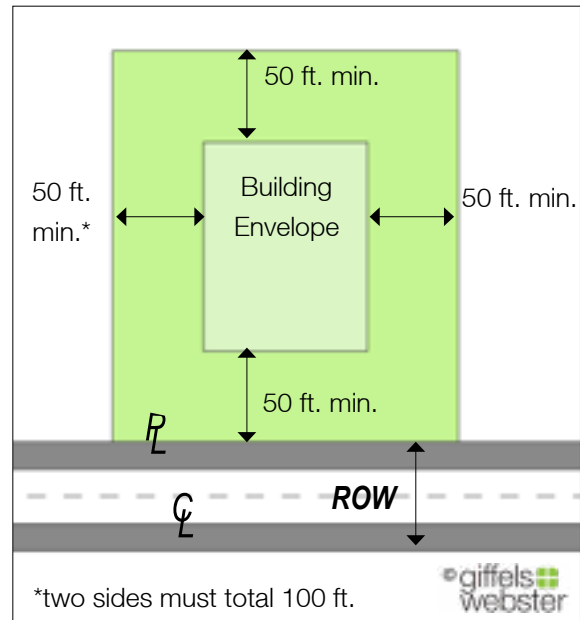 50 ft. min.
50 ft.
min.*
Building
Envelope
50 ft. min.
50 ft. min.
PL
CL
ROW
*two sides must total 100 ft.
© giffels
webster